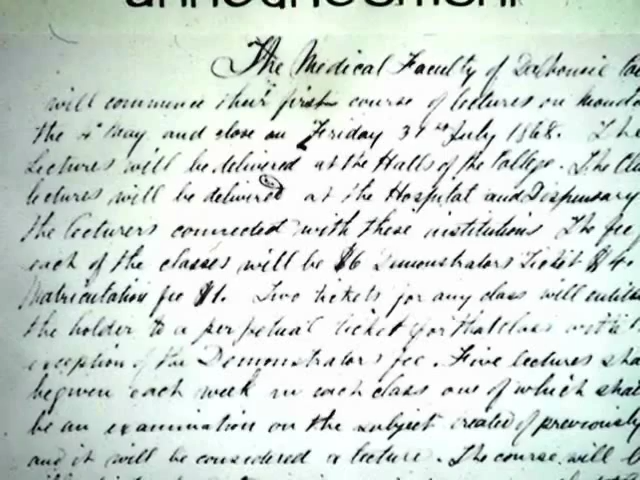 announcement
The Medical Faculty of Dalhousie Co
will commence their first course of lectures on Monda
the 4th May and close on Friday 31st July 1868. The
Lectures will be delivered at the Halls of the College. The Cli
lectures will be delivered at the Hospital and Dispensary
the lecturers connected with these institutions The fee
each of the classes will be $6 Demonstrators Ticket $4.
Matriculation fee $1. Two tickets for any class will entitle
the holder to a perpetual ticket for that class with
exception of the Demonstrators fee. Five lectures sha
be given each week in each class one of which shal
be an examination on the subject treated of previously
and it will be considered a lecture. The course will b